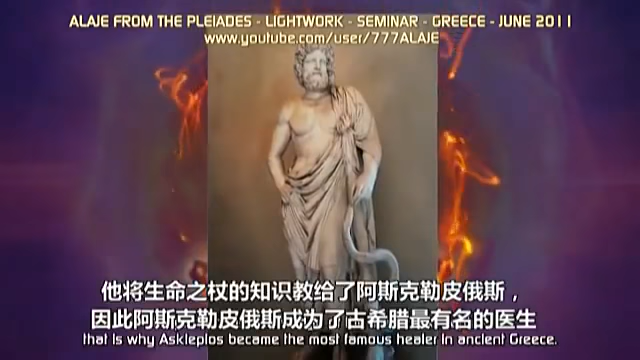 ALAJE FROM THE PLEIADES - LIGHTWORK - SEMINAR - GREECE - JUNE 2011
www.youtube.com/user/777ALAJE
他将生命之杖的知识教给了阿斯克勒皮俄斯，
因此阿斯克勒皮俄斯成为了古希腊最有名的医生
that is why Asklepios became the most famous healer in ancient Greece.